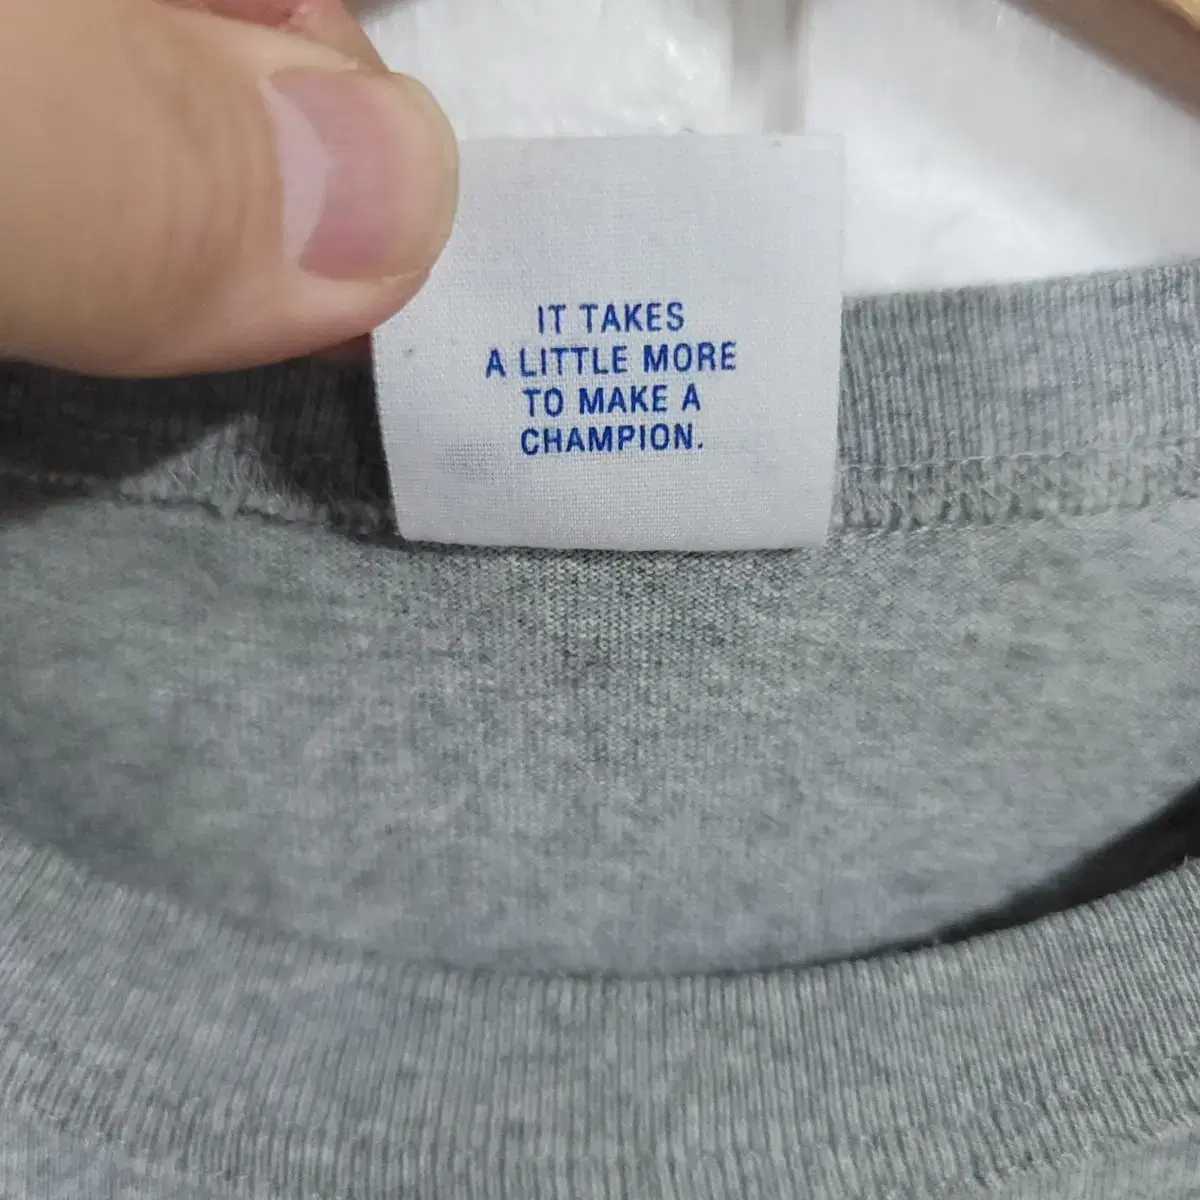 IT TAKES
A LITTLE MORE
TO MAKE A
CHAMPION.